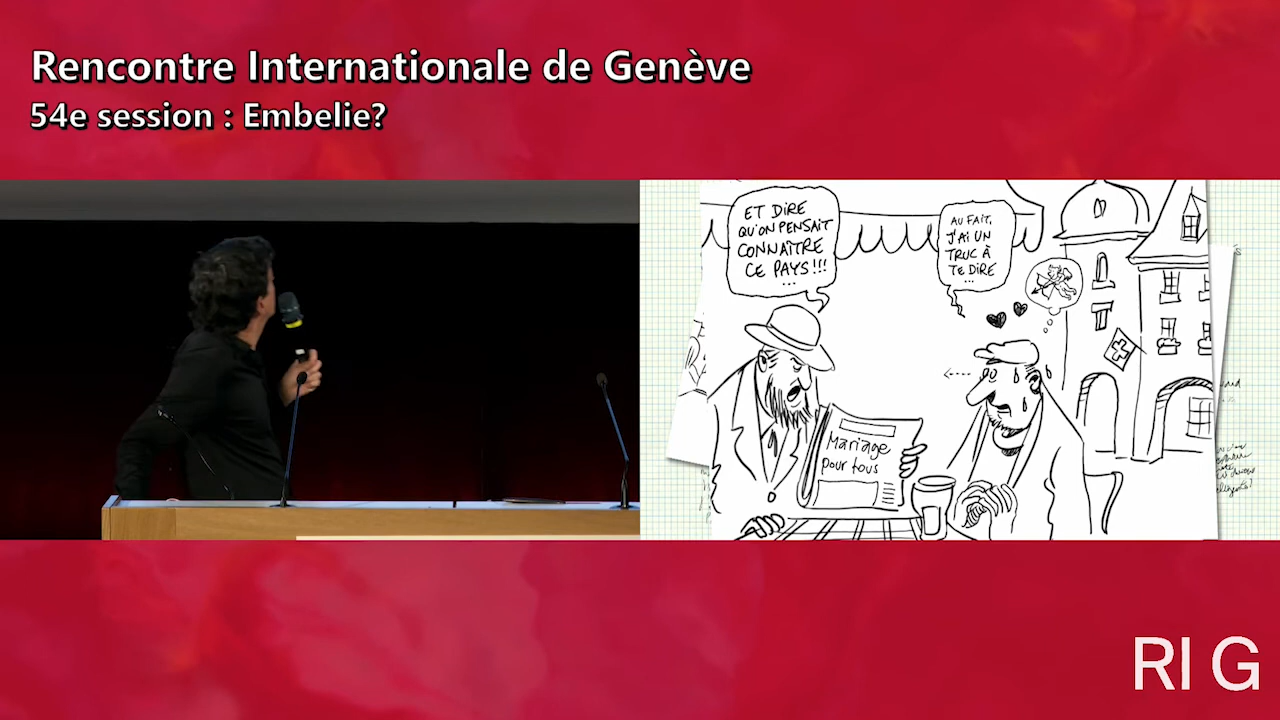 Rencontre Internationale de Genève
54e session : Embelie?
ET DIRE
QU'ON PENSAIT
CONNAÎTRE
CE PAYS!!!
...
AU FAIT,
J'AI UN
TRUC À
TE DIRE
...
Mariage
pour tous
RIG